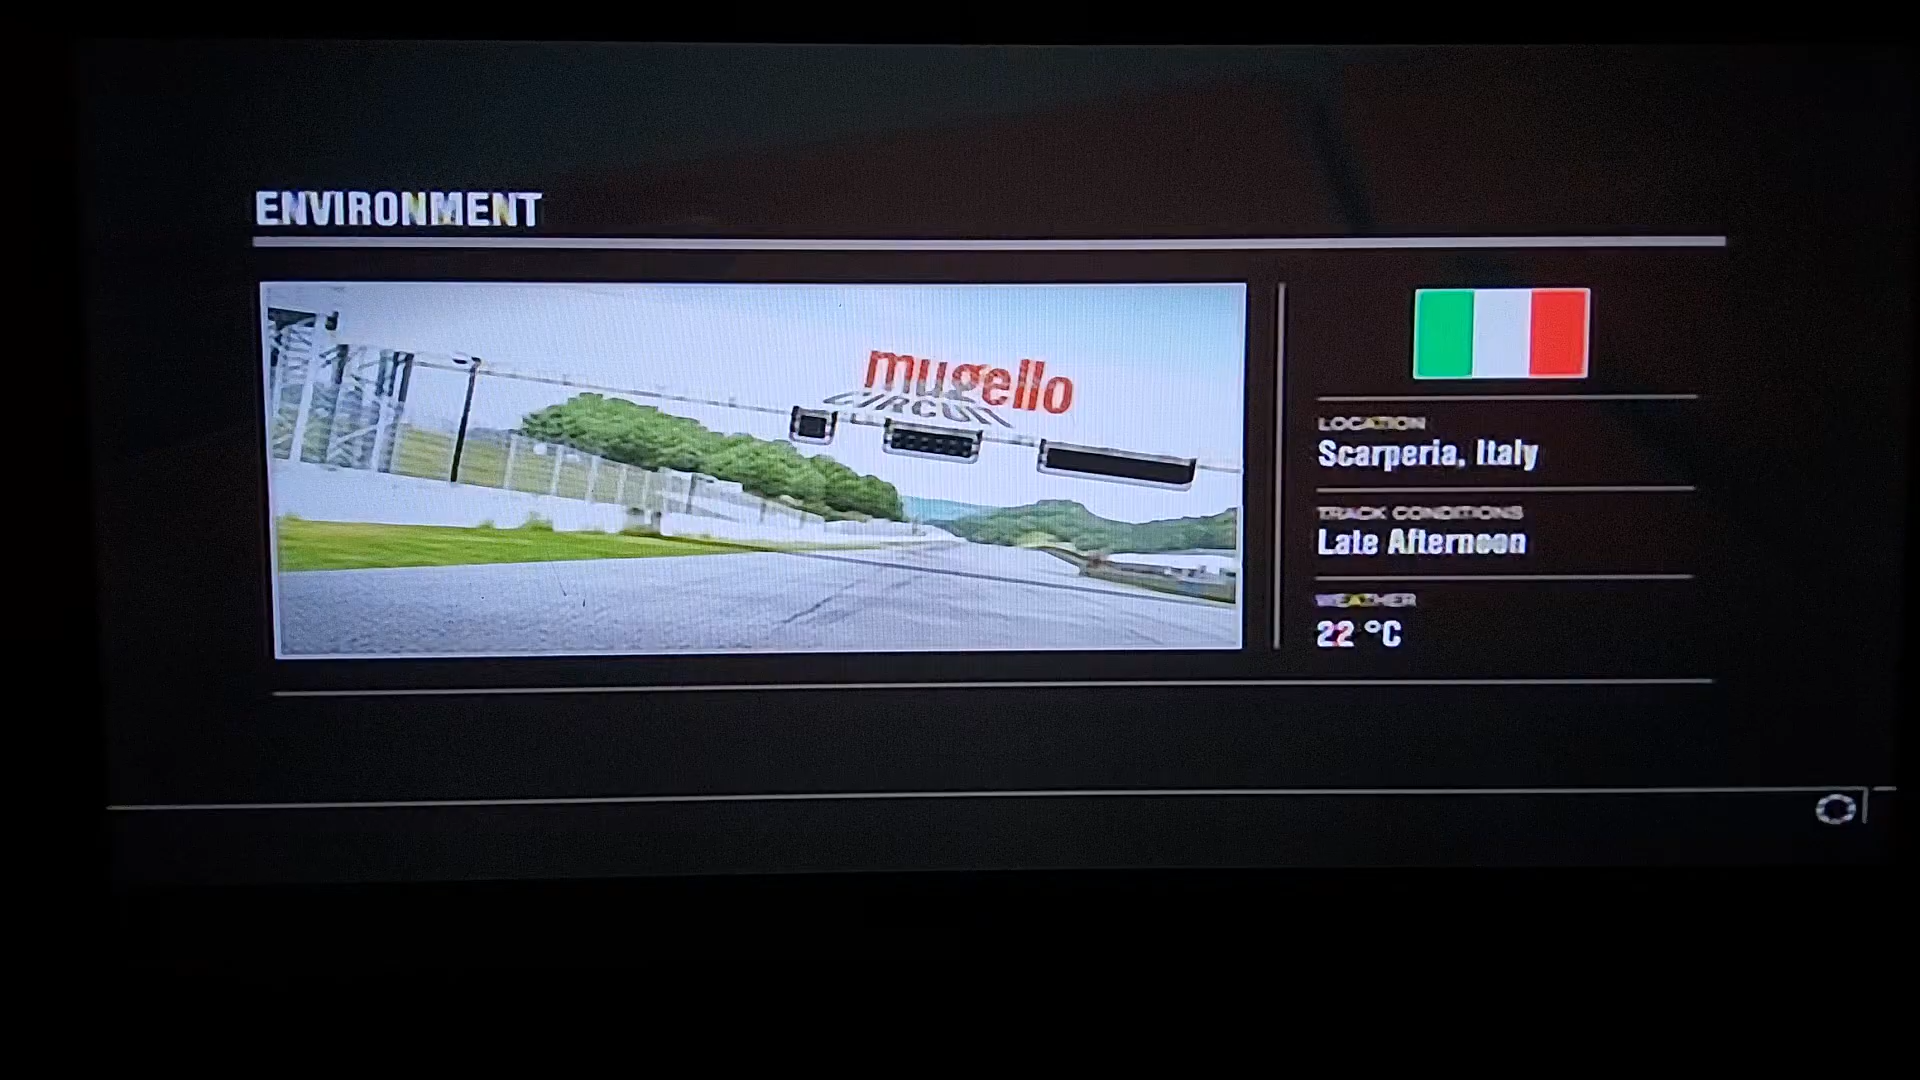 ENVIRONMENT
mugello
CIRCUIT
LOCATION
Scarperia, Italy
TRACK CONDITIONS
Late Afternoon
WEATHER
22 °C